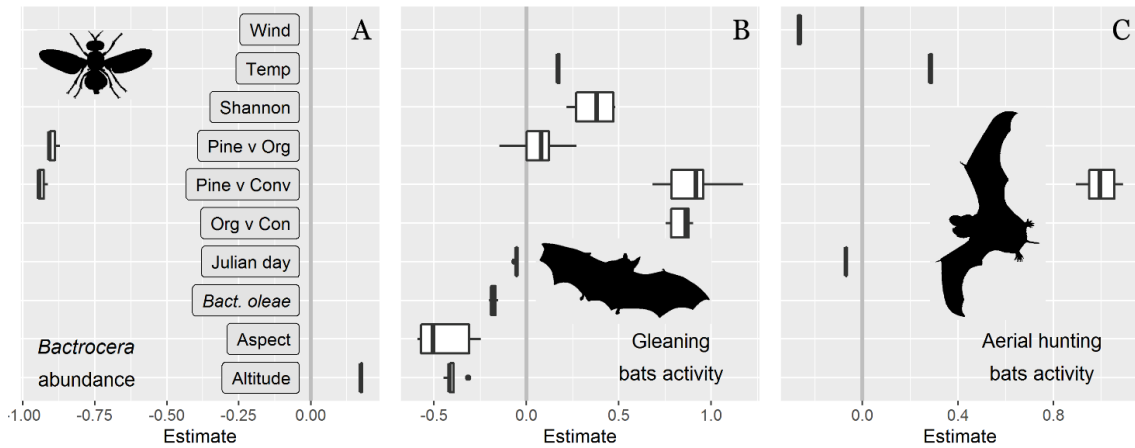 A
B
C
Wind
Temp
Shannon
Pine v Org
Pine v Conv
Org v Con
Julian day
Bact. oleae
Aspect
Altitude
Bactrocera
abundance
Gleaning
bats activity
Aerial hunting
bats activity
-1.00 -0.75 -0.50 -0.25 0.00
-0.5 0.0 0.5 1.0
0.0 0.4 0.8
Estimate
Estimate
Estimate